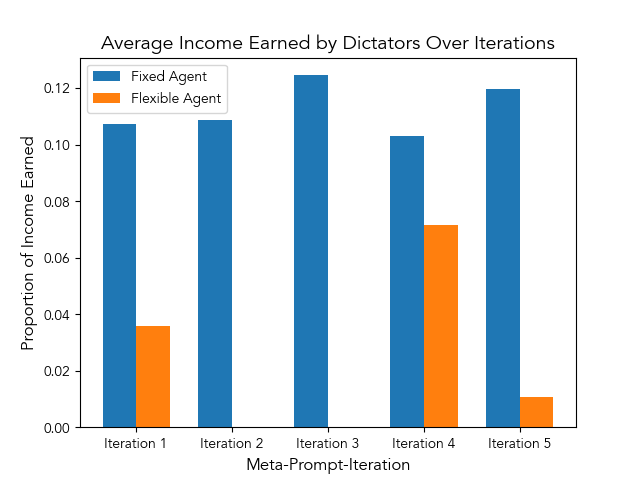 Average Income Earned by Dictators Over Iterations
Fixed Agent
Flexible Agent
Proportion of Income Earned
0.12
0.10
0.08
0.06
0.04
0.02
0.00
Iteration 1
Iteration 2
Iteration 3
Iteration 4
Iteration 5
Meta-Prompt-Iteration